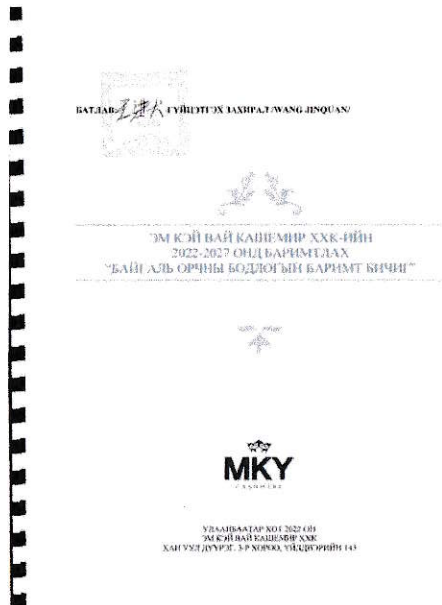 БАТЛАВ: ГҮЙЦЭТГЭХ ЗАХИРАЛ /WANG JINQUAN/
ЭМ КЭЙ ВАЙ КАШЕМИР ХХК-ИЙН
2022-2027 ОНД БАРИМТЛАХ
"БАЙГАЛЬ ОРЧНЫ БОДЛОГЫН БАРИМТ БИЧИГ"
MKY
CASHMERE
УЛААНБААТАР ХОТ 2022 ОН
ЭМ КЭЙ ВАЙ КАШЕМИР ХХК
ХАН УУЛ ДҮҮРЭГ, 3-Р ХОРОО, ҮЙЛДВЭРИЙН 143